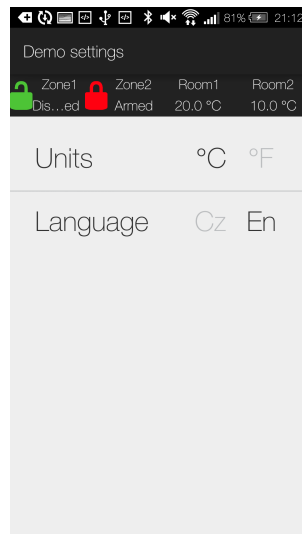 81% 21:12
Demo settings
Zone1 Zone2 Room1 Room2
Dis...ed Armed 20.0 °C 10.0 °C
Units °C °F
Language Cz En